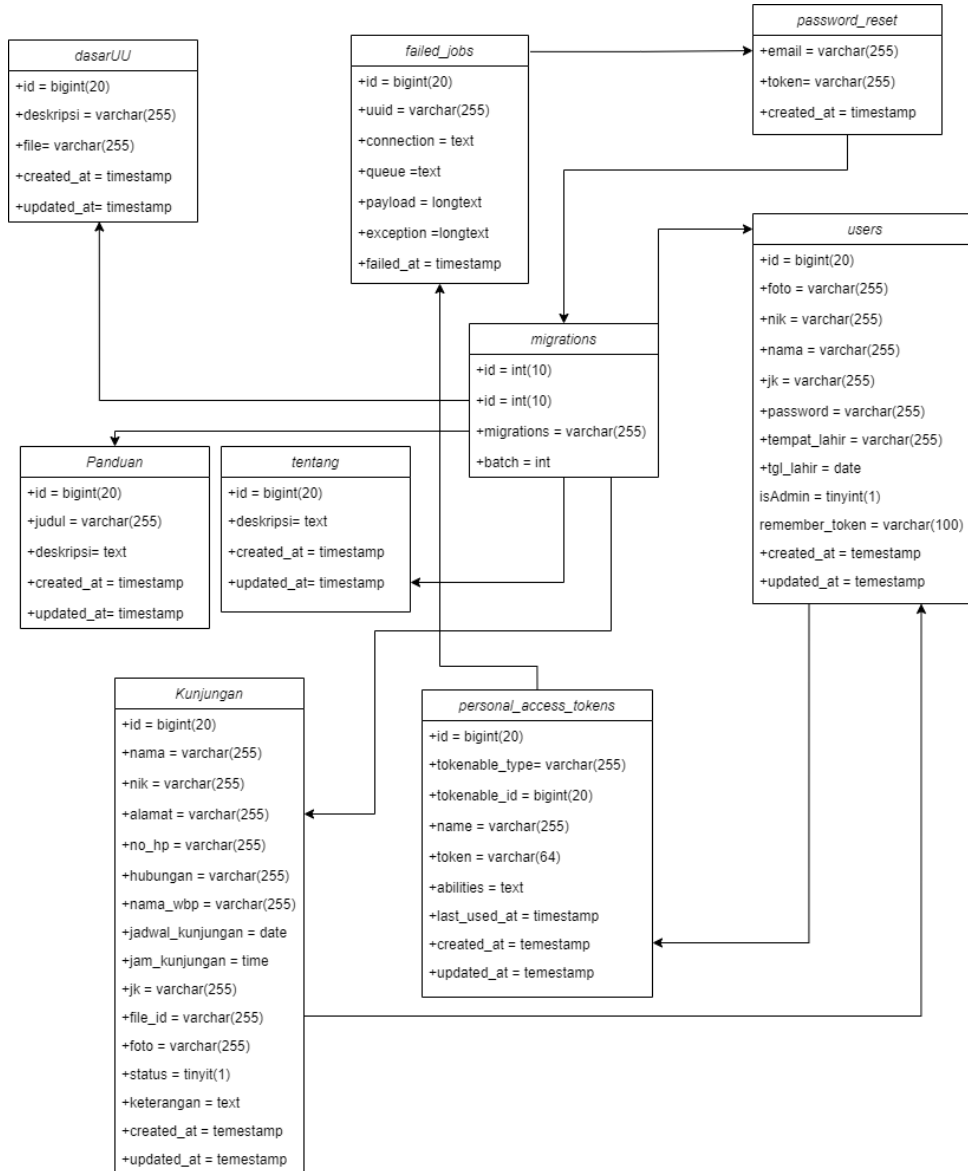 dasarUU
+id = bigint(20)
+deskripsi = varchar(255)
+file= varchar(255)
+created_at = timestamp
+updated_at= timestamp
failed_jobs
+id = bigint(20)
+uuid = varchar(255)
+connection = text
+queue =text
+payload = longtext
+exception =longtext
+failed_at = timestamp
password_reset
+email = varchar(255)
+token= varchar(255)
+created_at = timestamp
users
+id = bigint(20)
+foto = varchar(255)
+nik = varchar(255)
+nama = varchar(255)
+jk = varchar(255)
+password = varchar(255)
+tempat_lahir = varchar(255)
+tgl_lahir = date
isAdmin = tinyint(1)
remember_token = varchar(100)
+created_at = temestamp
+updated_at = temestamp
migrations
+id = int(10)
+id = int(10)
+migrations = varchar(255)
+batch = int
Panduan
+id = bigint(20)
+judul = varchar(255)
+deskripsi= text
+created_at = timestamp
+updated_at= timestamp
tentang
+id = bigint(20)
+deskripsi= text
+created_at = timestamp
+updated_at= timestamp
Kunjungan
+id = bigint(20)
+nama = varchar(255)
+nik = varchar(255)
+alamat = varchar(255)
+no_hp = varchar(255)
+hubungan = varchar(255)
+nama_wbp = varchar(255)
+jadwal_kunjungan = date
+jam_kunjungan = time
+jk = varchar(255)
+file_id = varchar(255)
+foto = varchar(255)
+status = tinyit(1)
+keterangan = text
+created_at = temestamp
+updated_at = temestamp
personal_access_tokens
+id = bigint(20)
+tokenable_type= varchar(255)
+tokenable_id = bigint(20)
+name = varchar(255)
+token = varchar(64)
+abilities = text
+last_used_at = timestamp
+created_at = temestamp
+updated_at = temestamp